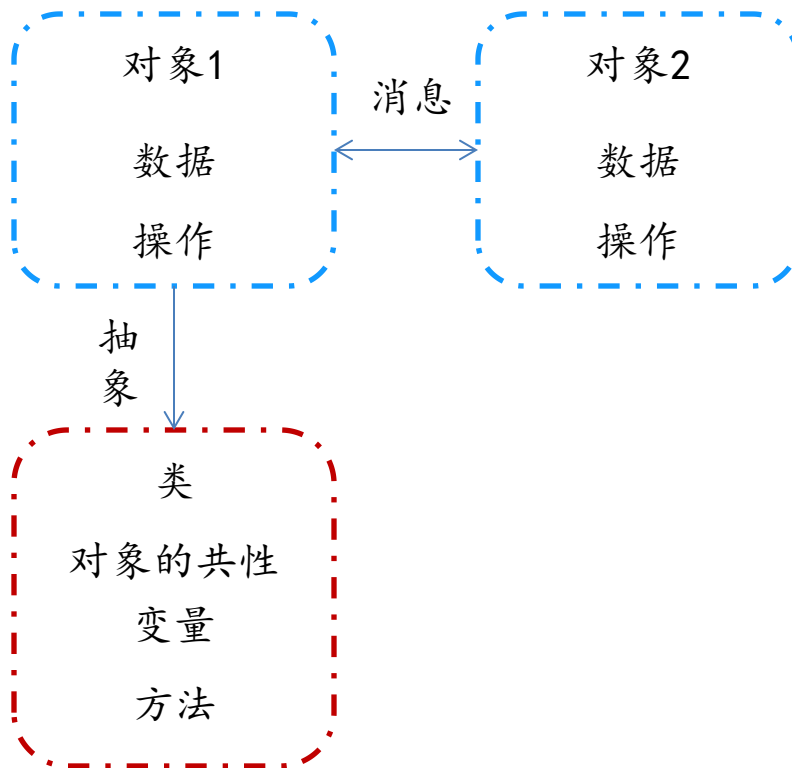 对象1
数据
操作
消息
对象2
数据
操作
抽
象
类
对象的共性
变量
方法